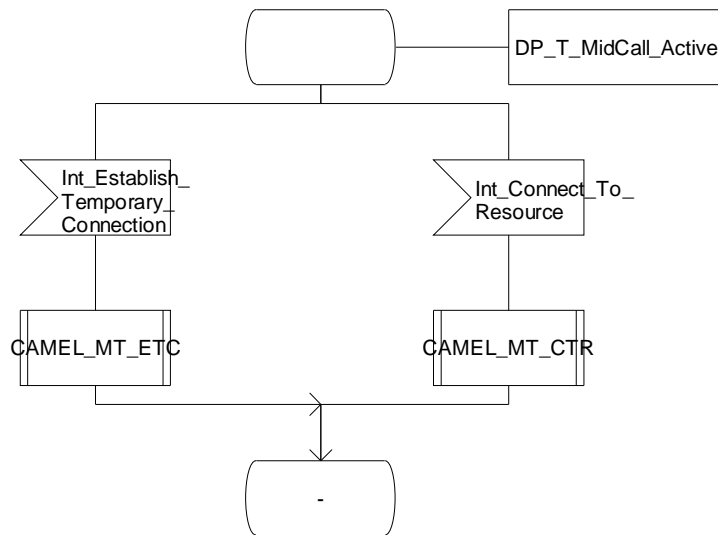 DP_T_MidCall_Active
Int_Establish_
Temporary_
Connection
Int_Connect_To_
Resource
CAMEL_MT_ETC
CAMEL_MT_CTR
-